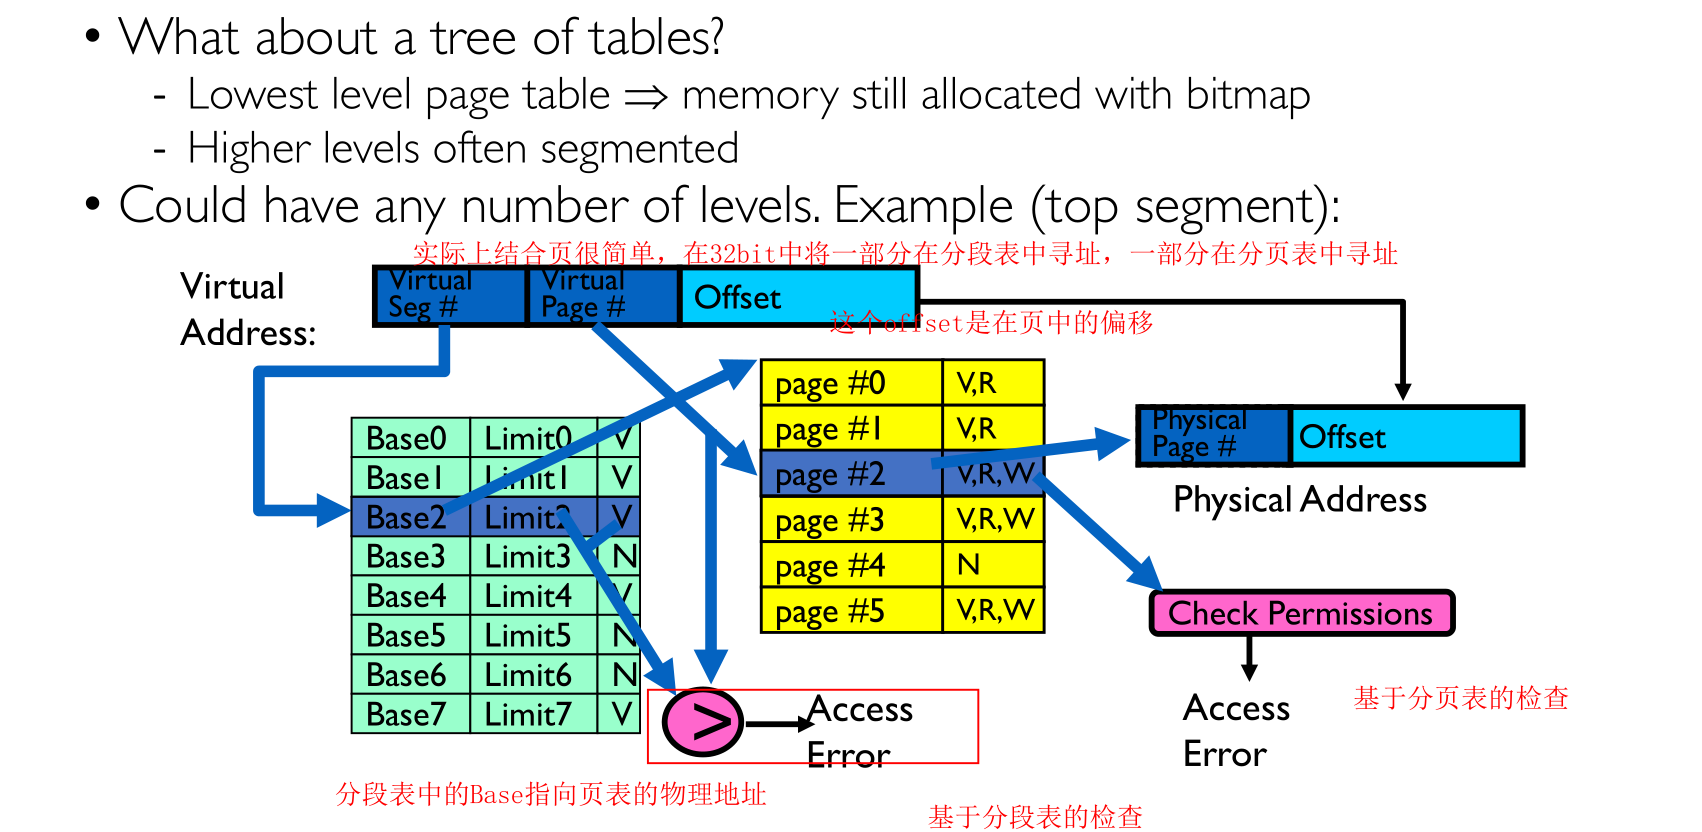 • What about a tree of tables?
- Lowest level page table ⇒ memory still allocated with bitmap
- Higher levels often segmented
• Could have any number of levels. Example (top segment):
实际上结合页很简单，在32bit中将一部分在分段表中寻址，一部分在分页表中寻址
Virtual
Address:
Virtual
Seg #
Virtual
Page #
Offset
这个offset是在页中的偏移
page #0 V,R
page #1 V,R
page #2 V,R,W
page #3 V,R,W
page #4 N
page #5 V,R,W
Physical
Page #
Offset
Physical Address
Base0 Limit0 V
Base1 Limit1 V
Base2 Limit2 V
Base3 Limit3 N
Base4 Limit4 V
Base5 Limit5 N
Base6 Limit6 N
Base7 Limit7 V
Check Permissions
Access
Error
基于分页表的检查
>
Access
Error
分段表中的Base指向页表的物理地址
基于分段表的检查